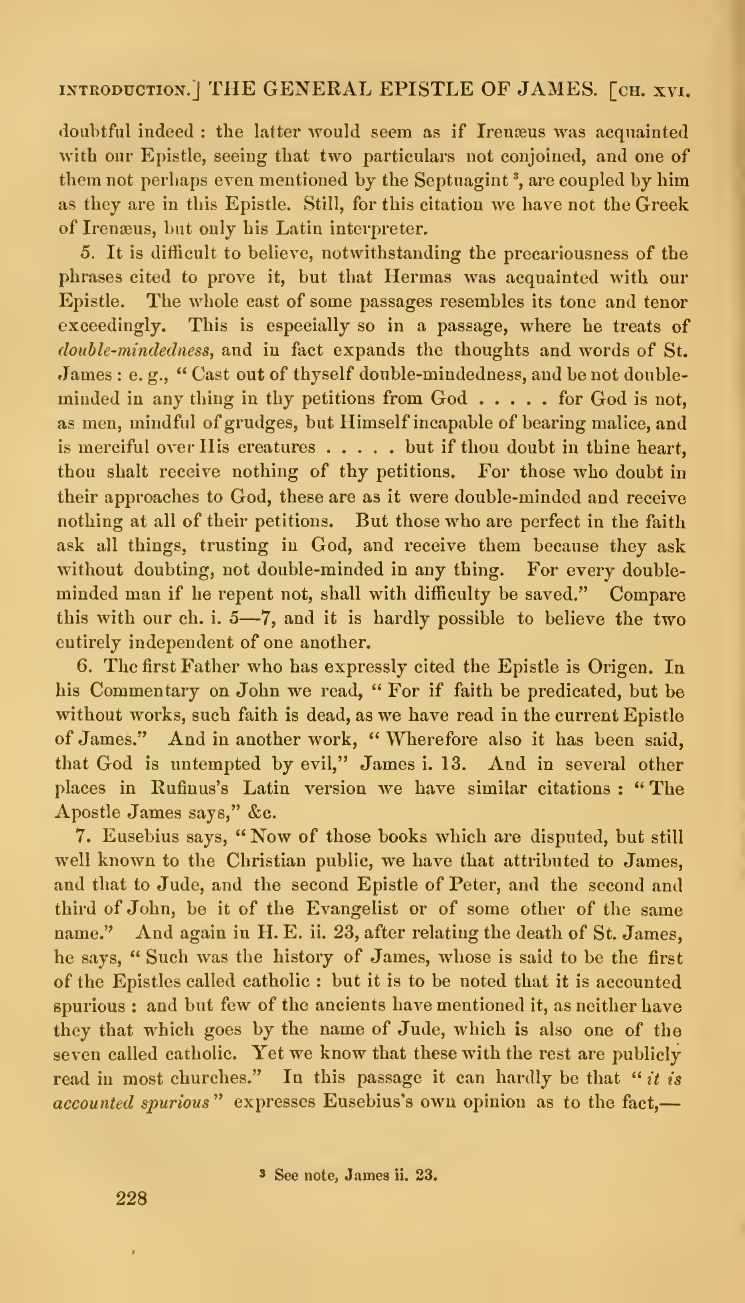 INTRODUCTION.] THE GENERAL EPISTLE OF JAMES. [CH. XVI.
doubtful indeed : the latter would seem as if Irenæus was acquainted
with our Epistle, seeing that two particulars not conjoined, and one of
them not perhaps even mentioned by the Septuagint ³, are coupled by him
as they are in this Epistle. Still, for this citation we have not the Greek
of Irenæus, but only his Latin interpreter.
5. It is difficult to believe, notwithstanding the precariousness of the
phrases cited to prove it, but that Hermas was acquainted with our
Epistle. The whole cast of some passages resembles its tone and tenor
exceedingly. This is especially so in a passage, where he treats of
double-mindedness, and in fact expands the thoughts and words of St.
James : e. g., “ Cast out of thyself double-mindedness, and be not double-
minded in any thing in thy petitions from God . . . . . for God is not,
as men, mindful of grudges, but Himself incapable of bearing malice, and
is merciful over His creatures . . . . . but if thou doubt in thine heart,
thou shalt receive nothing of thy petitions. For those who doubt in
their approaches to God, these are as it were double-minded and receive
nothing at all of their petitions. But those who are perfect in the faith
ask all things, trusting in God, and receive them because they ask
without doubting, not double-minded in any thing. For every double-
minded man if he repent not, shall with difficulty be saved.” Compare
this with our ch. i. 5—7, and it is hardly possible to believe the two
entirely independent of one another.
6. The first Father who has expressly cited the Epistle is Origen. In
his Commentary on John we read, “ For if faith be predicated, but be
without works, such faith is dead, as we have read in the current Epistle
of James.” And in another work, “ Wherefore also it has been said,
that God is untempted by evil,” James i. 13. And in several other
places in Rufinus’s Latin version we have similar citations : “ The
Apostle James says,” &c.
7. Eusebius says, “ Now of those books which are disputed, but still
well known to the Christian public, we have that attributed to James,
and that to Jude, and the second Epistle of Peter, and the second and
third of John, be it of the Evangelist or of some other of the same
name.” And again in H. E. ii. 23, after relating the death of St. James,
he says, “ Such was the history of James, whose is said to be the first
of the Epistles called catholic : but it is to be noted that it is accounted
spurious : and but few of the ancients have mentioned it, as neither have
they that which goes by the name of Jude, which is also one of the
seven called catholic. Yet we know that these with the rest are publicly
read in most churches.” In this passage it can hardly be that “ it is
accounted spurious ” expresses Eusebius’s own opinion as to the fact,—
³ See note, James ii. 23.
228